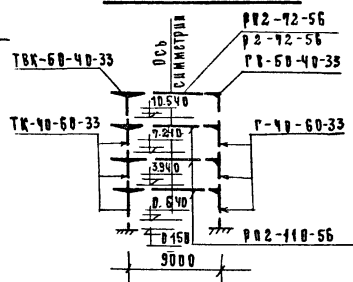 Ось
симметрии
РП2-72-56
Р2-72-56
ТВК-60-40-33
ГВ-60-40-33
10.540
7.240
ТК-40-60-33
Г-40-60-33
3.940
0.640
0.150
РП2-110-56
9000